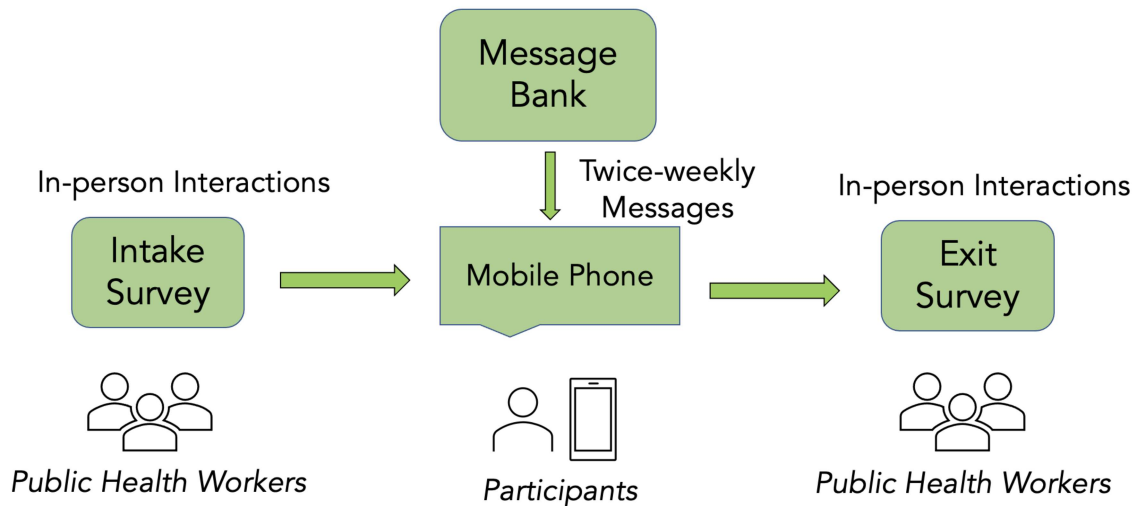 Message
Bank
Twice-weekly
Messages
In-person Interactions
Intake
Survey
Mobile Phone
In-person Interactions
Exit
Survey
Public Health Workers
Participants
Public Health Workers